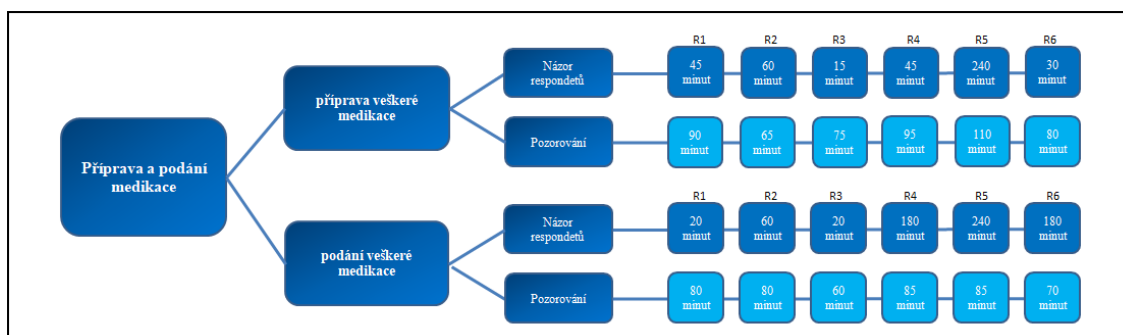 R1 R2 R3 R4 R5 R6
Názor
respondetů
45
minut
60
minut
15
minut
45
minut
240
minut
30
minut
příprava veškeré
medikace
Pozorování
90
minut
65
minut
75
minut
95
minut
110
minut
80
minut
Příprava a podání
medikace
R1 R2 R3 R4 R5 R6
Názor
respondetů
20
minut
60
minut
20
minut
180
minut
240
minut
180
minut
podání veškeré
medikace
Pozorování
80
minut
80
minut
60
minut
85
minut
85
minut
70
minut